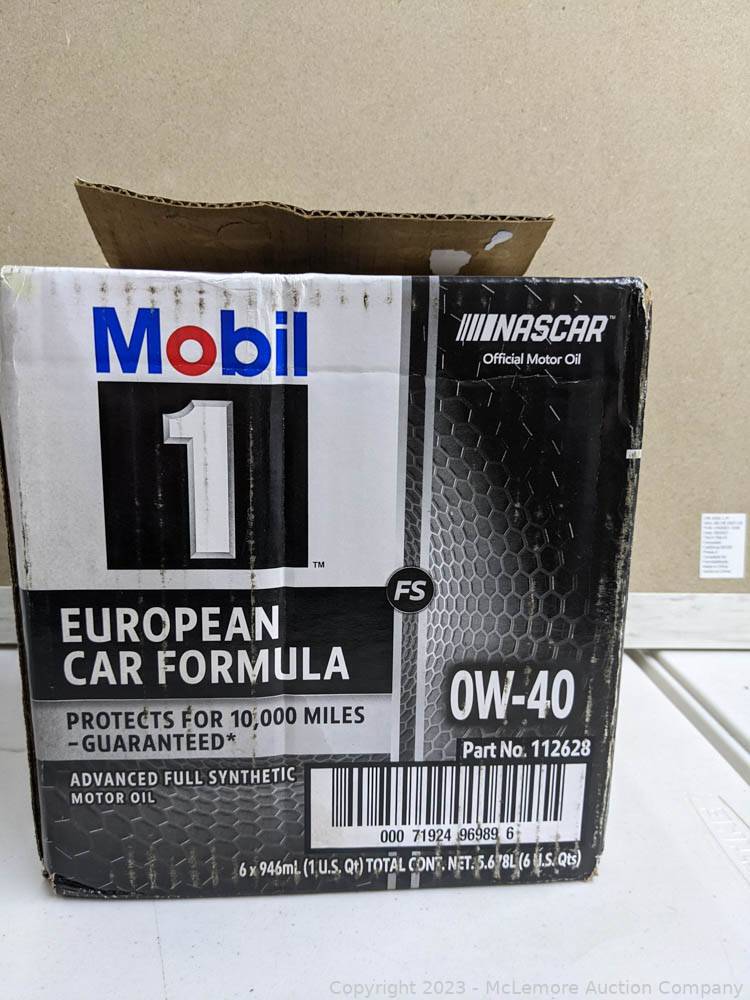 Mobil
1
™
NASCAR™
Official Motor Oil
FS
EUROPEAN
CAR FORMULA
PROTECTS FOR 10,000 MILES
–GUARANTEED*
ADVANCED FULL SYNTHETIC
MOTOR OIL
0W-40
Part No. 112628
000 71924 96989 6
6 x 946mL (1 U.S. Qt) TOTAL CONT. NET. 5.678L (6 U.S. Qts)
Copyright 2023 - McLemore Auction Company